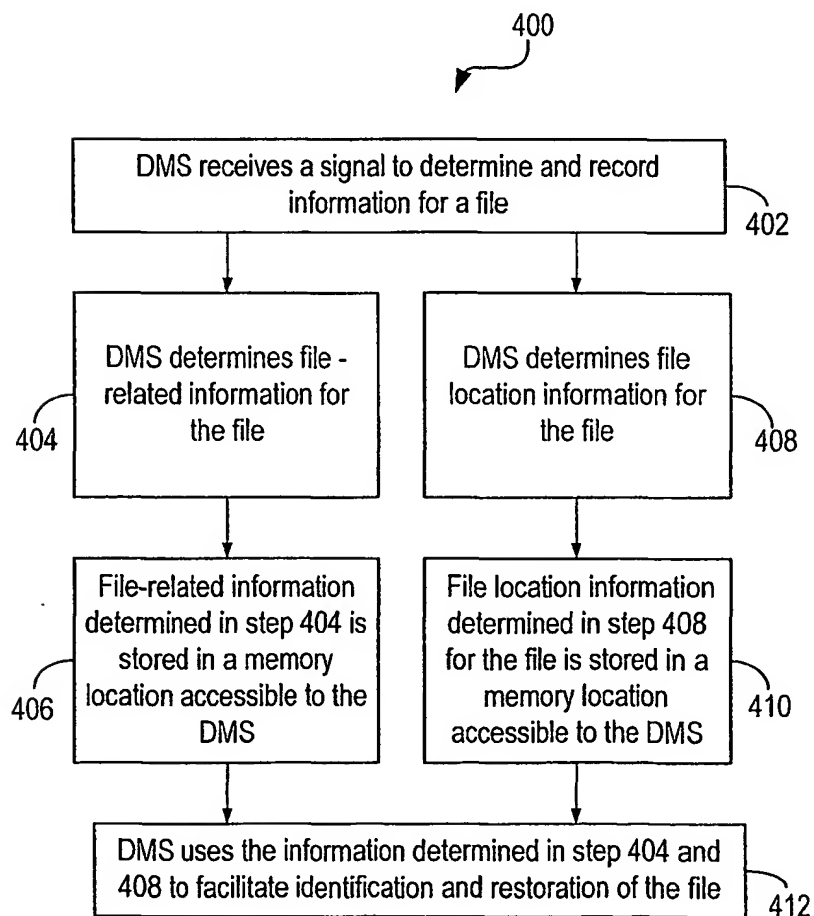 400
DMS receives a signal to determine and record
information for a file
402
DMS determines file -
related information for
the file
404
DMS determines file
location information for
the file
408
File-related information
determined in step 404 is
stored in a memory
location accessible to the
DMS
406
File location information
determined in step 408
for the file is stored in a
memory location
accessible to the DMS
410
DMS uses the information determined in step 404 and
408 to facilitate identification and restoration of the file
412